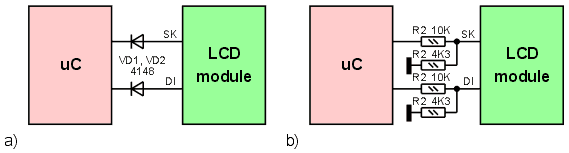 uC
SK
VD1, VD2
4148
DI
LCD
module
a)
uC
R2 10K
SK
R2 4K3
R2 10K
DI
R2 4K3
LCD
module
b)